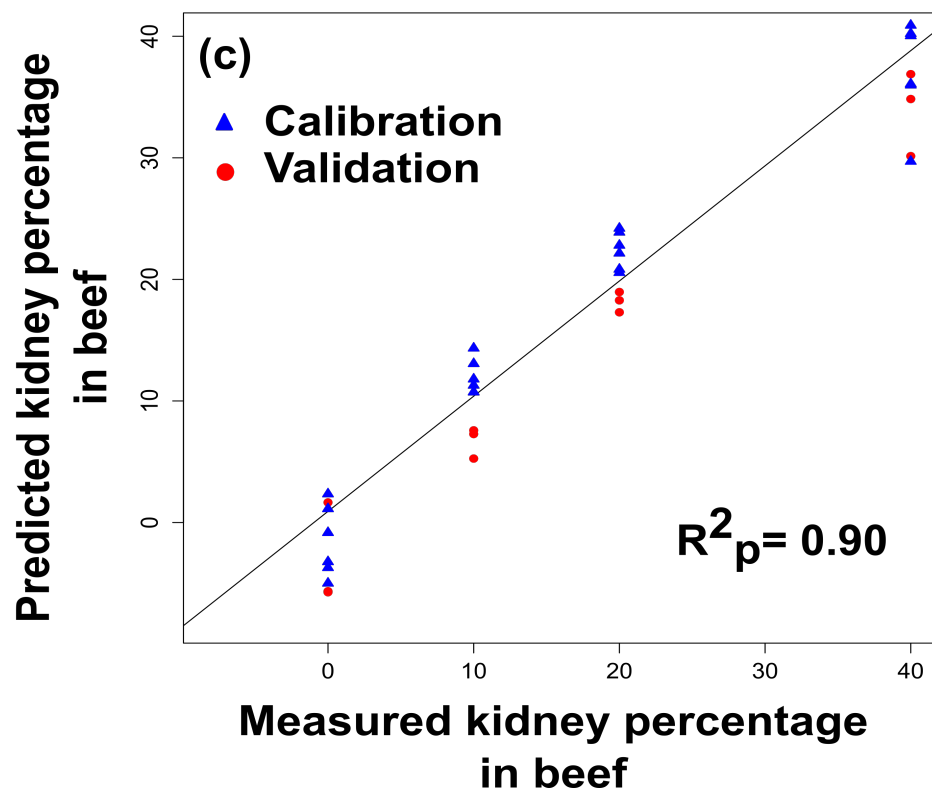 (c)
Calibration
Validation
R²p= 0.90
Predicted kidney percentage
in beef
40
30
20
10
0
0 10 20 30 40
Measured kidney percentage
in beef